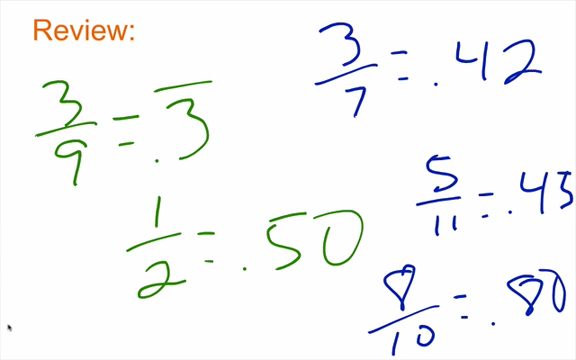 Review:
3/9 = .3̅
3/7 = .42
1/2 = .50
5/11 = .45
8/10 = .80